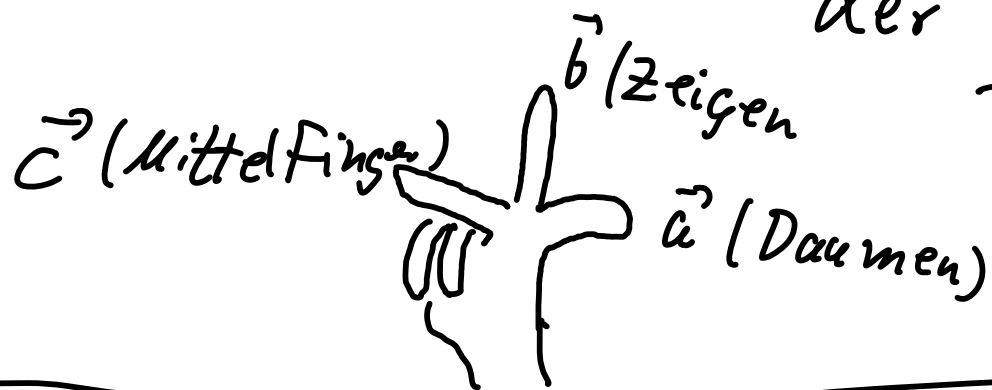 der
b⃗ (Zeigen
c⃗ (Mittelfinger)
a⃗ (Daumen)